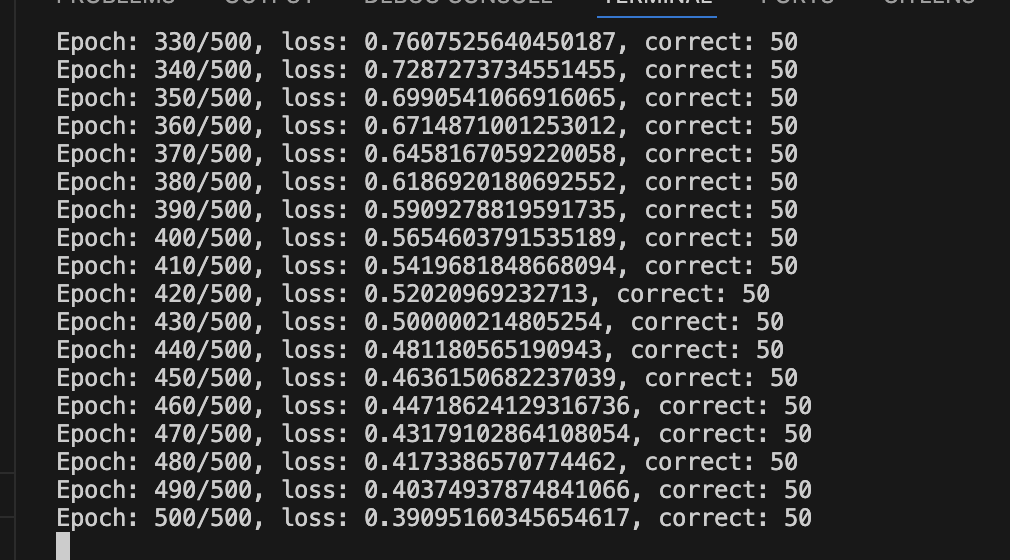 PROBLEMS OUTPUT DEBUG CONSOLE TERMINAL PORTS GITLENS
Epoch: 330/500, loss: 0.7607525640450187, correct: 50
Epoch: 340/500, loss: 0.7287273734551455, correct: 50
Epoch: 350/500, loss: 0.6990541066916065, correct: 50
Epoch: 360/500, loss: 0.6714871001253012, correct: 50
Epoch: 370/500, loss: 0.6458167059220058, correct: 50
Epoch: 380/500, loss: 0.6186920180692552, correct: 50
Epoch: 390/500, loss: 0.5909278819591735, correct: 50
Epoch: 400/500, loss: 0.5654603791535189, correct: 50
Epoch: 410/500, loss: 0.5419681848668094, correct: 50
Epoch: 420/500, loss: 0.52020969232713, correct: 50
Epoch: 430/500, loss: 0.500000214805254, correct: 50
Epoch: 440/500, loss: 0.481180565190943, correct: 50
Epoch: 450/500, loss: 0.4636150682237039, correct: 50
Epoch: 460/500, loss: 0.44718624129316736, correct: 50
Epoch: 470/500, loss: 0.43179102864108054, correct: 50
Epoch: 480/500, loss: 0.4173386570774462, correct: 50
Epoch: 490/500, loss: 0.40374937874841066, correct: 50
Epoch: 500/500, loss: 0.39095160345654617, correct: 50